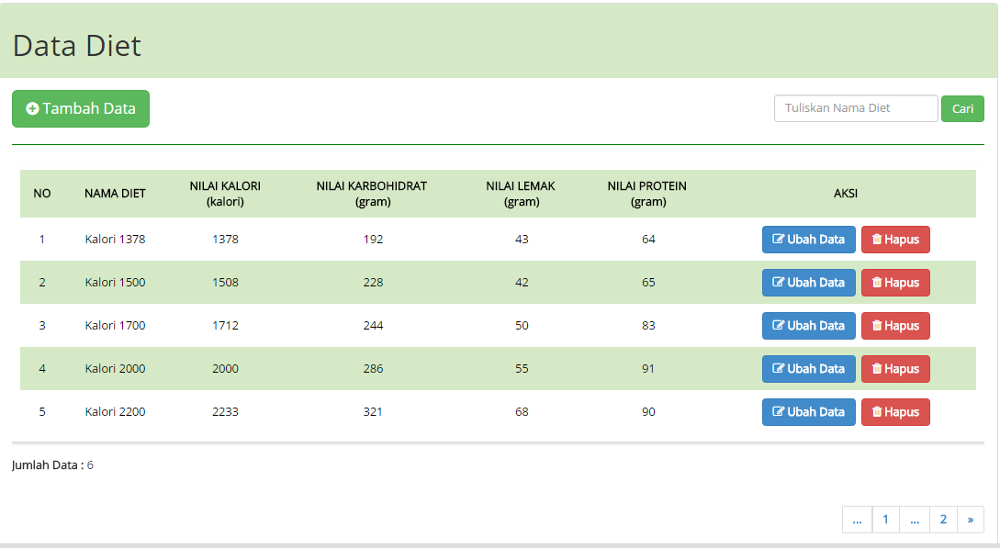 Data Diet
Tambah Data
Tuliskan Nama Diet Cari
NO NAMA DIET NILAI KALORI (kalori) NILAI KARBOHIDRAT (gram) NILAI LEMAK (gram) NILAI PROTEIN (gram) AKSI
1 Kalori 1378 1378 192 43 64 Ubah Data Hapus
2 Kalori 1500 1508 228 42 65 Ubah Data Hapus
3 Kalori 1700 1712 244 50 83 Ubah Data Hapus
4 Kalori 2000 2000 286 55 91 Ubah Data Hapus
5 Kalori 2200 2233 321 68 90 Ubah Data Hapus
Jumlah Data : 6
... 1 ... 2 »